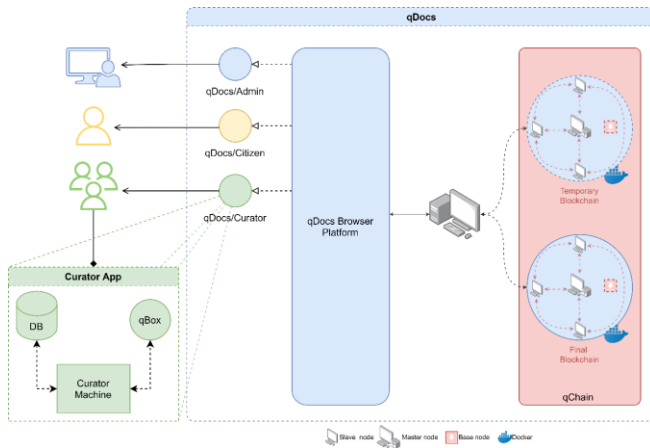 qDocs
qDocs/Admin
qDocs/Citizen
qDocs/Curator
qDocs Browser
Platform
Temporary
Blockchain
Final
Blockchain
qChain
Curator App
DB
qBox
Curator
Machine
Slave node
Master node
Base node
Docker